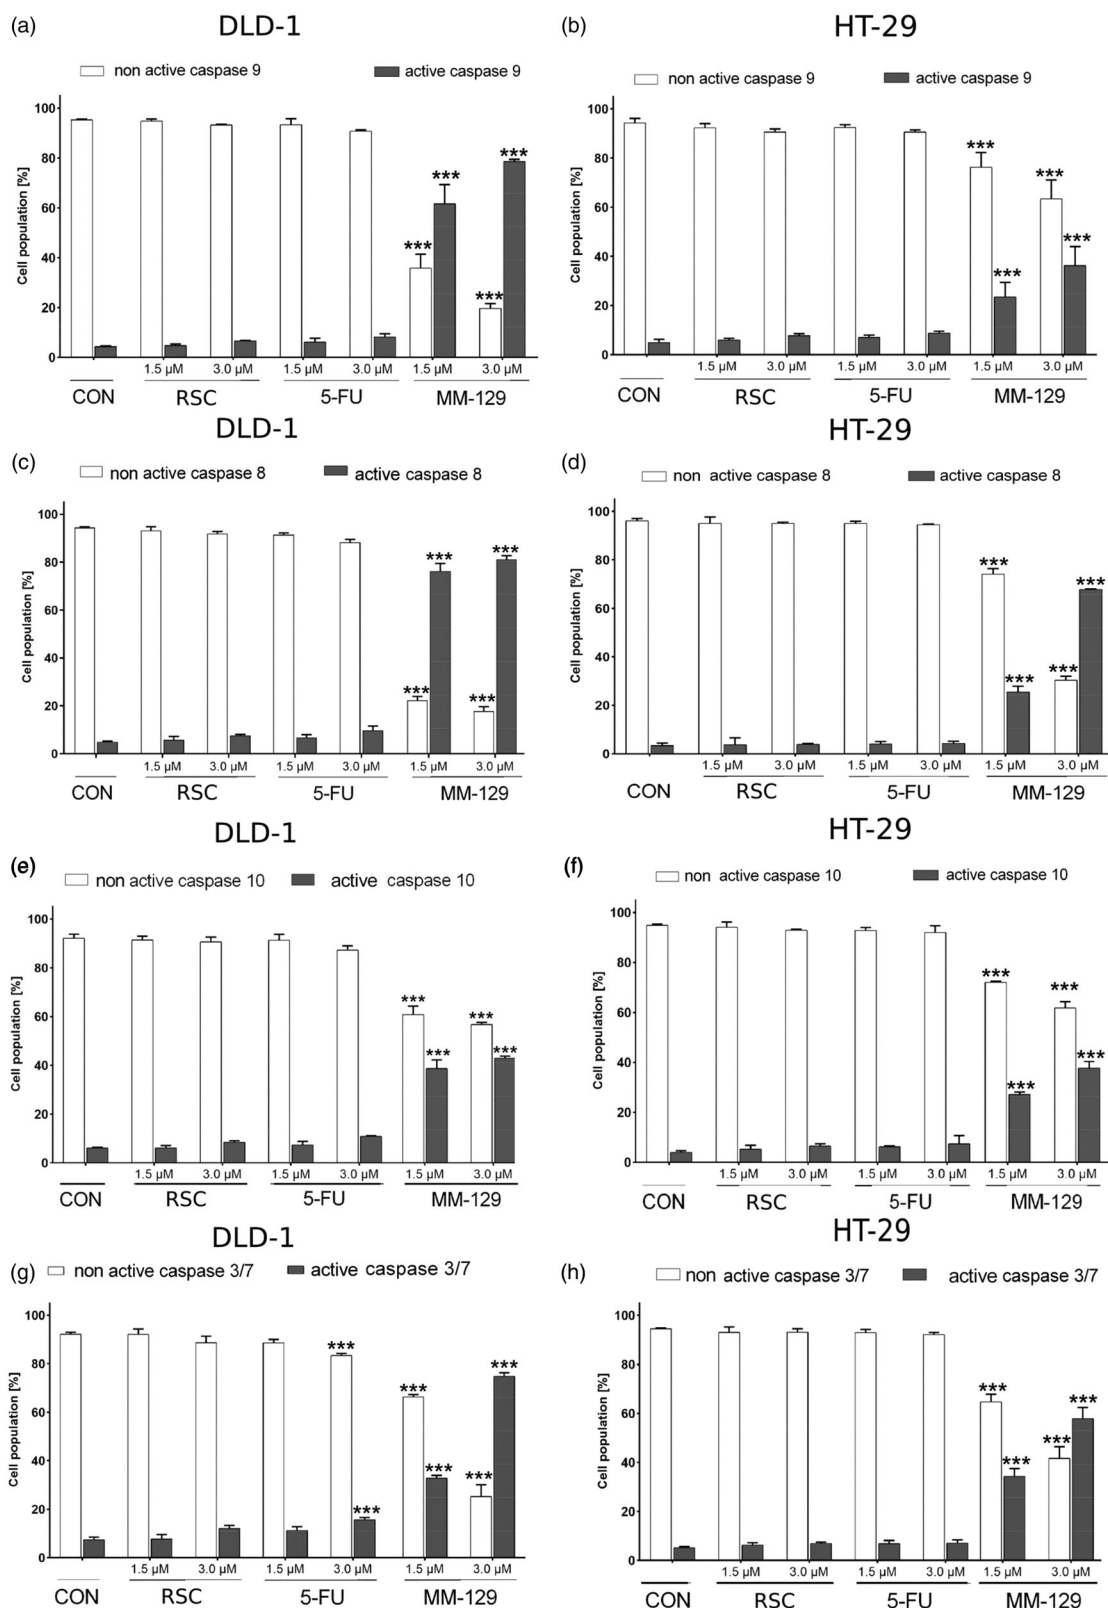 (a) DLD-1
non active caspase 9 active caspase 9
Cell population [%]
100
80
60
40
20
0
*** *** *** ***
1.5 µM 3.0 µM 1.5 µM 3.0 µM 1.5 µM 3.0 µM
CON RSC 5-FU MM-129
(b) HT-29
non active caspase 9 active caspase 9
Cell population [%]
100
80
60
40
20
0
*** *** *** ***
1.5 µM 3.0 µM 1.5 µM 3.0 µM 1.5 µM 3.0 µM
CON RSC 5-FU MM-129
(c) DLD-1
non active caspase 8 active caspase 8
Cell population [%]
100
80
60
40
20
0
*** *** *** ***
1.5 µM 3.0 µM 1.5 µM 3.0 µM 1.5 µM 3.0 µM
CON RSC 5-FU MM-129
(d) HT-29
non active caspase 8 active caspase 8
Cell population [%]
100
80
60
40
20
0
*** *** *** ***
1.5 µM 3.0 µM 1.5 µM 3.0 µM 1.5 µM 3.0 µM
CON RSC 5-FU MM-129
(e) DLD-1
non active caspase 10 active caspase 10
Cell population [%]
100
80
60
40
20
0
*** *** *** ***
1.5 µM 3.0 µM 1.5 µM 3.0 µM 1.5 µM 3.0 µM
CON RSC 5-FU MM-129
(f) HT-29
non active caspase 10 active caspase 10
Cell population [%]
100
80
60
40
20
0
*** *** *** ***
1.5 µM 3.0 µM 1.5 µM 3.0 µM 1.5 µM 3.0 µM
CON RSC 5-FU MM-129
(g) DLD-1
non active caspase 3/7 active caspase 3/7
Cell population [%]
100
80
60
40
20
0
*** *** *** *** *** ***
1.5 µM 3.0 µM 1.5 µM 3.0 µM 1.5 µM 3.0 µM
CON RSC 5-FU MM-129
(h) HT-29
non active caspase 3/7 active caspase 3/7
Cell population [%]
100
80
60
40
20
0
*** *** *** ***
1.5 µM 3.0 µM 1.5 µM 3.0 µM 1.5 µM 3.0 µM
CON RSC 5-FU MM-129